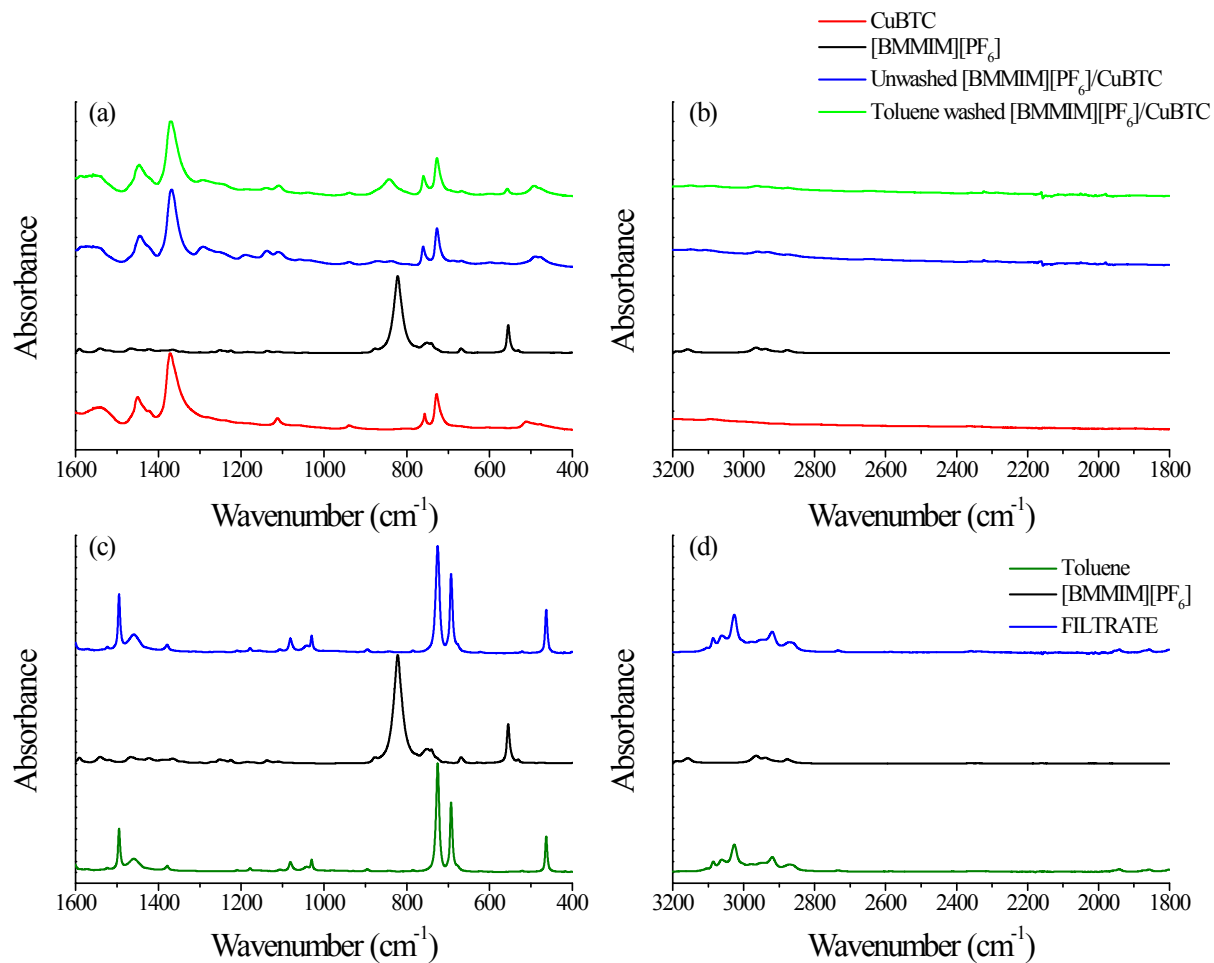 CuBTC
[BMMIM][PF₆]
Unwashed [BMMIM][PF₆]/CuBTC
Toluene washed [BMMIM][PF₆]/CuBTC
(a)
Absorbance
1600 1400 1200 1000 800 600 400
Wavenumber (cm⁻¹)
(b)
Absorbance
3200 3000 2800 2600 2400 2200 2000 1800
Wavenumber (cm⁻¹)
(c)
Absorbance
1600 1400 1200 1000 800 600 400
Wavenumber (cm⁻¹)
(d)
Toluene
[BMMIM][PF₆]
FILTRATE
Absorbance
3200 3000 2800 2600 2400 2200 2000 1800
Wavenumber (cm⁻¹)